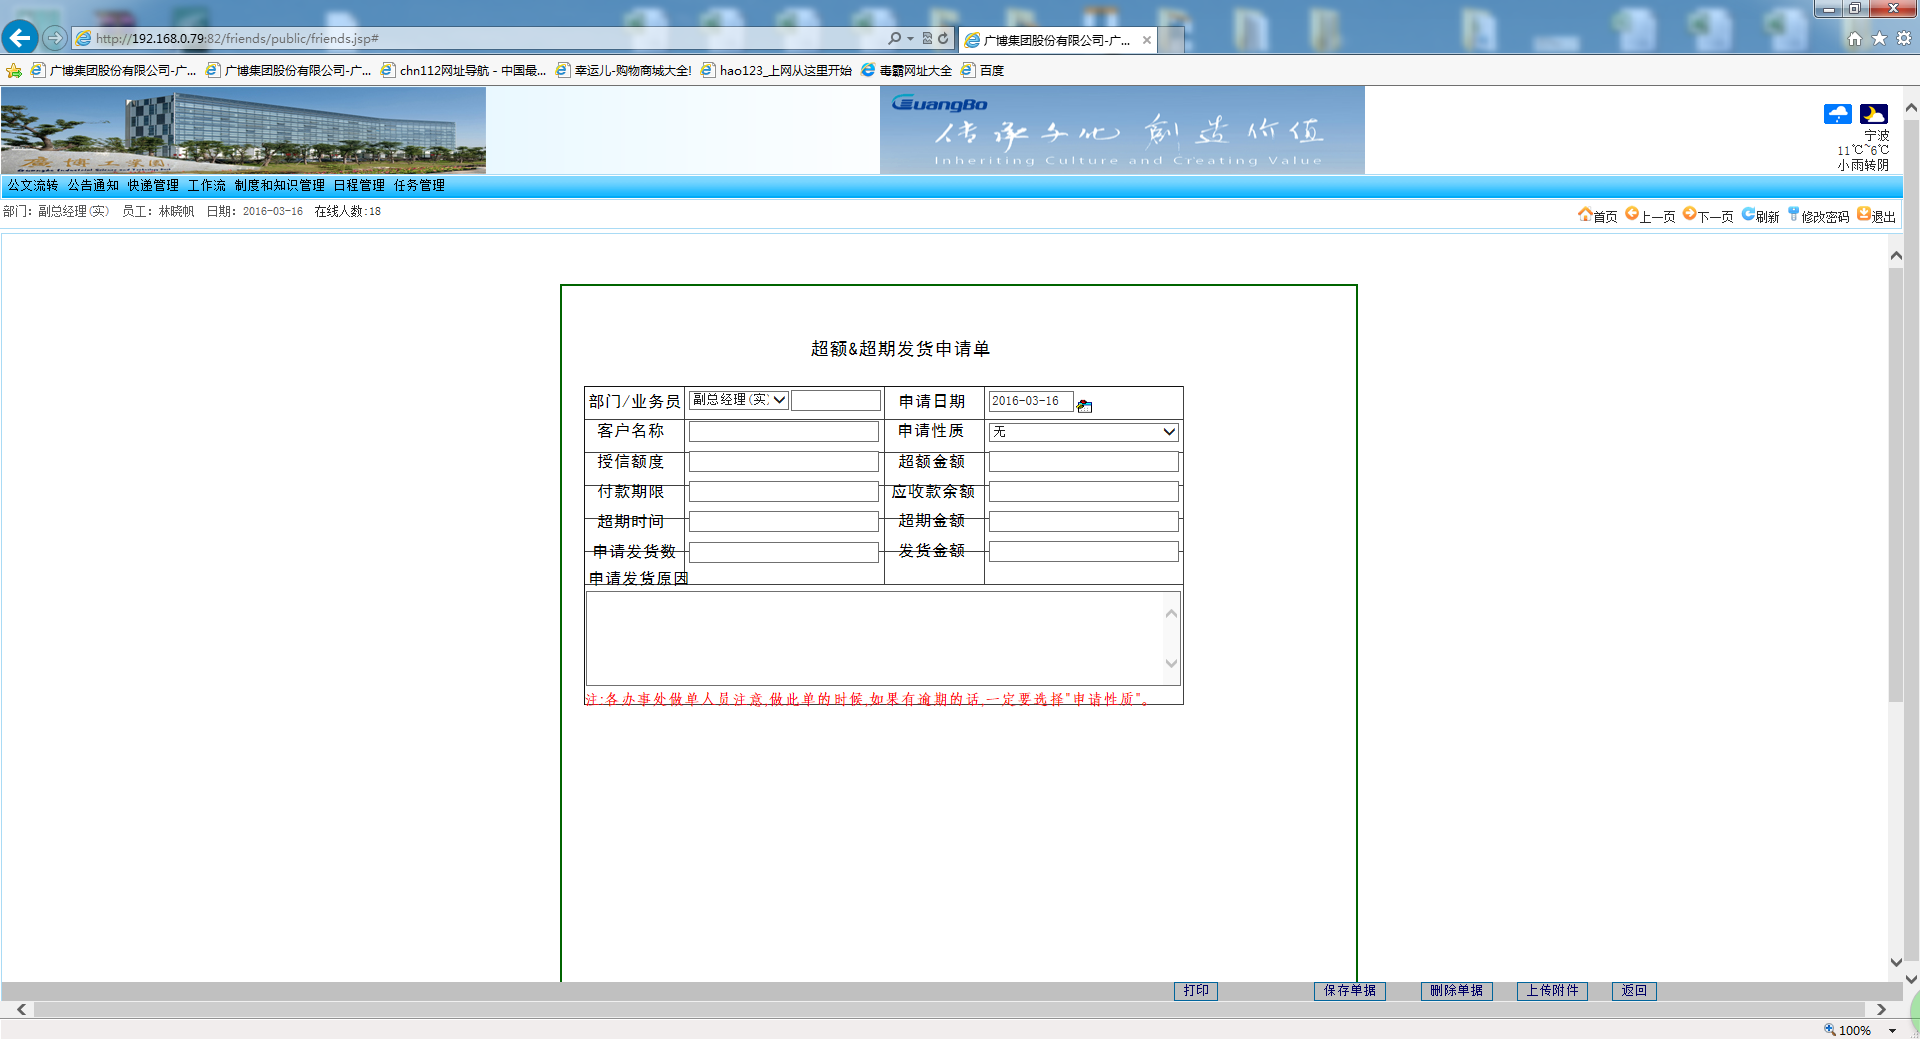 http://192.168.0.79:82/friends/public/friends.jsp#
广博集团股份有限公司-广...
广博集团股份有限公司-广... 广博集团股份有限公司-广... chn112网址导航 - 中国最... 幸运儿-购物商城大全! hao123_上网从这里开始 毒霸网址大全 百度
GuangBo
传承文化 創造价值
Inheriting Culture and Creating Value
广博工业园
宁波
11℃~6℃
小雨转阴
公文流转 公告通知 快递管理 工作流 制度和知识管理 日程管理 任务管理
部门: 副总经理(实) 员工: 林晓帆 日期: 2016-03-16 在线人数:18
首页 上一页 下一页 刷新 修改密码 退出
超额&超期发货申请单
部门/业务员 副总经理(实) 申请日期 2016-03-16
客户名称 申请性质 无
授信额度 超额金额
付款期限 应收款余额
超期时间 超期金额
申请发货数 发货金额
申请发货原因
注:各办事处做单人员注意,做此单的时候,如果有逾期的话,一定要选择"申请性质"。
打印 保存单据 删除单据 上传附件 返回
100%